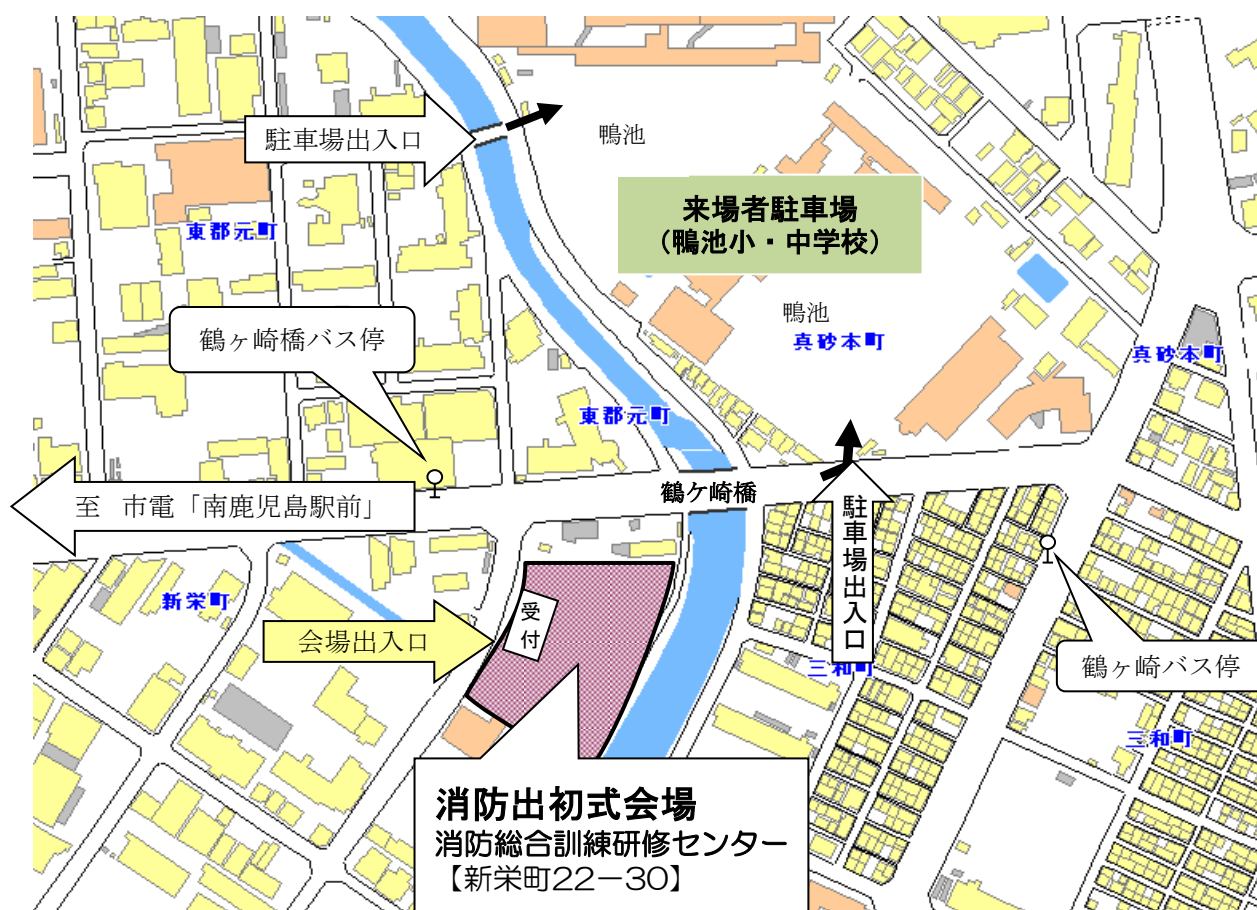 駐車場出入口
鴨池
来場者駐車場
（鴨池小・中学校）
東郡元町
鶴ヶ崎橋バス停
鴨池
真砂本町
真砂本町
東郡元町
至 市電「南鹿児島駅前」
鶴ケ崎橋
駐車場出入口
新栄町
受付
会場出入口
三和町
鶴ヶ崎バス停
三和町
消防出初式会場
消防総合訓練研修センター
【新栄町22－30】